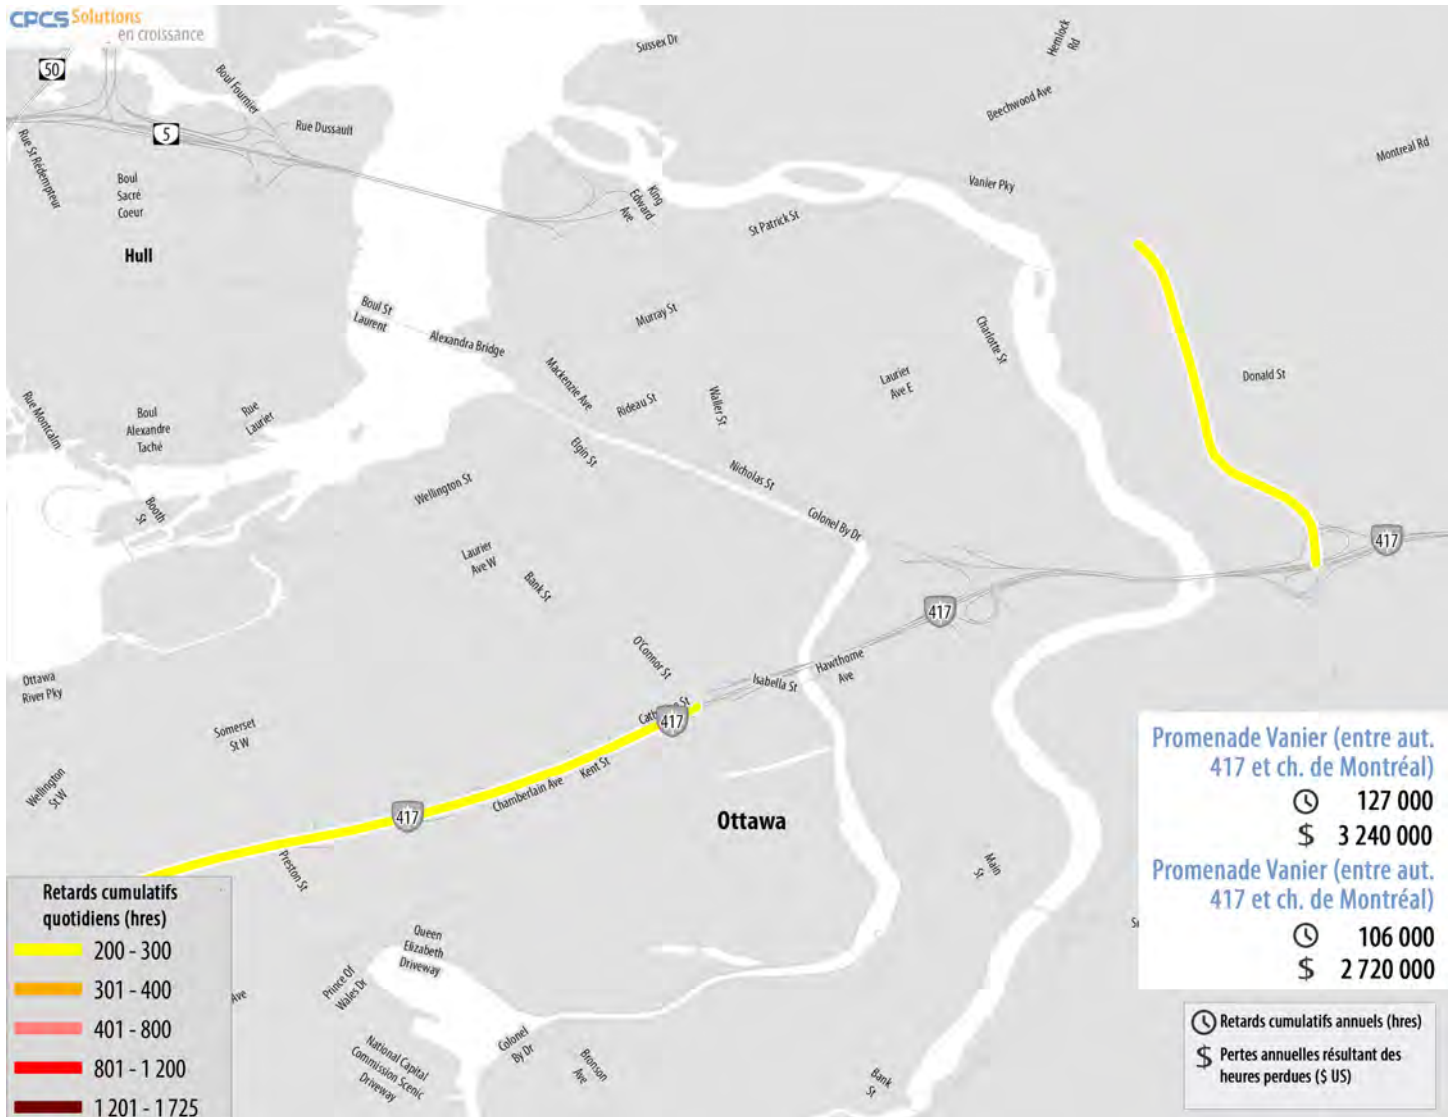 CPCS Solutions
en croissance
50
5
Boul Fournier
Rue Dussault
Rue St Rédempteur
Boul
Sacré
Coeur
Hull
Sussex Dr
Hemlock
Rd
Beechwood Ave
Montreal Rd
Vanier Pky
King
Edward
Ave
St Patrick St
Boul St
Laurent
Alexandra Bridge
Murray St
Charlotte St
Mackenzie Ave
Rideau St
Waller St
Laurier
Ave E
Donald St
Rue Montcalm
Boul
Alexandre
Taché
Rue
Laurier
Elgin St
Nicholas St
Colonel By Dr
Wellington St
Booth
St
Laurier
Ave W
Bank St
417
417
O'Connor St
Hawthorne
Ave
Isabella St
Ottawa
River Pky
417
Somerset
St W
Wellington
St W
Kent St
Chamberlain Ave
417
Preston St
Ottawa
Main
St
Queen
Elizabeth
Driveway
Prince Of
Wales Dr
Ave
National Capital
Commission Scenic
Driveway
Colonel
By Dr
Bronson
Ave
Bank
St
Promenade Vanier (entre aut.
417 et ch. de Montréal)
127 000
$ 3 240 000
Promenade Vanier (entre aut.
417 et ch. de Montréal)
106 000
$ 2 720 000
Retards cumulatifs annuels (hres)
$ Pertes annuelles résultant des
heures perdues ($ US)
Retards cumulatifs
quotidiens (hres)
200 - 300
301 - 400
401 - 800
801 - 1 200
1 201 - 1 725